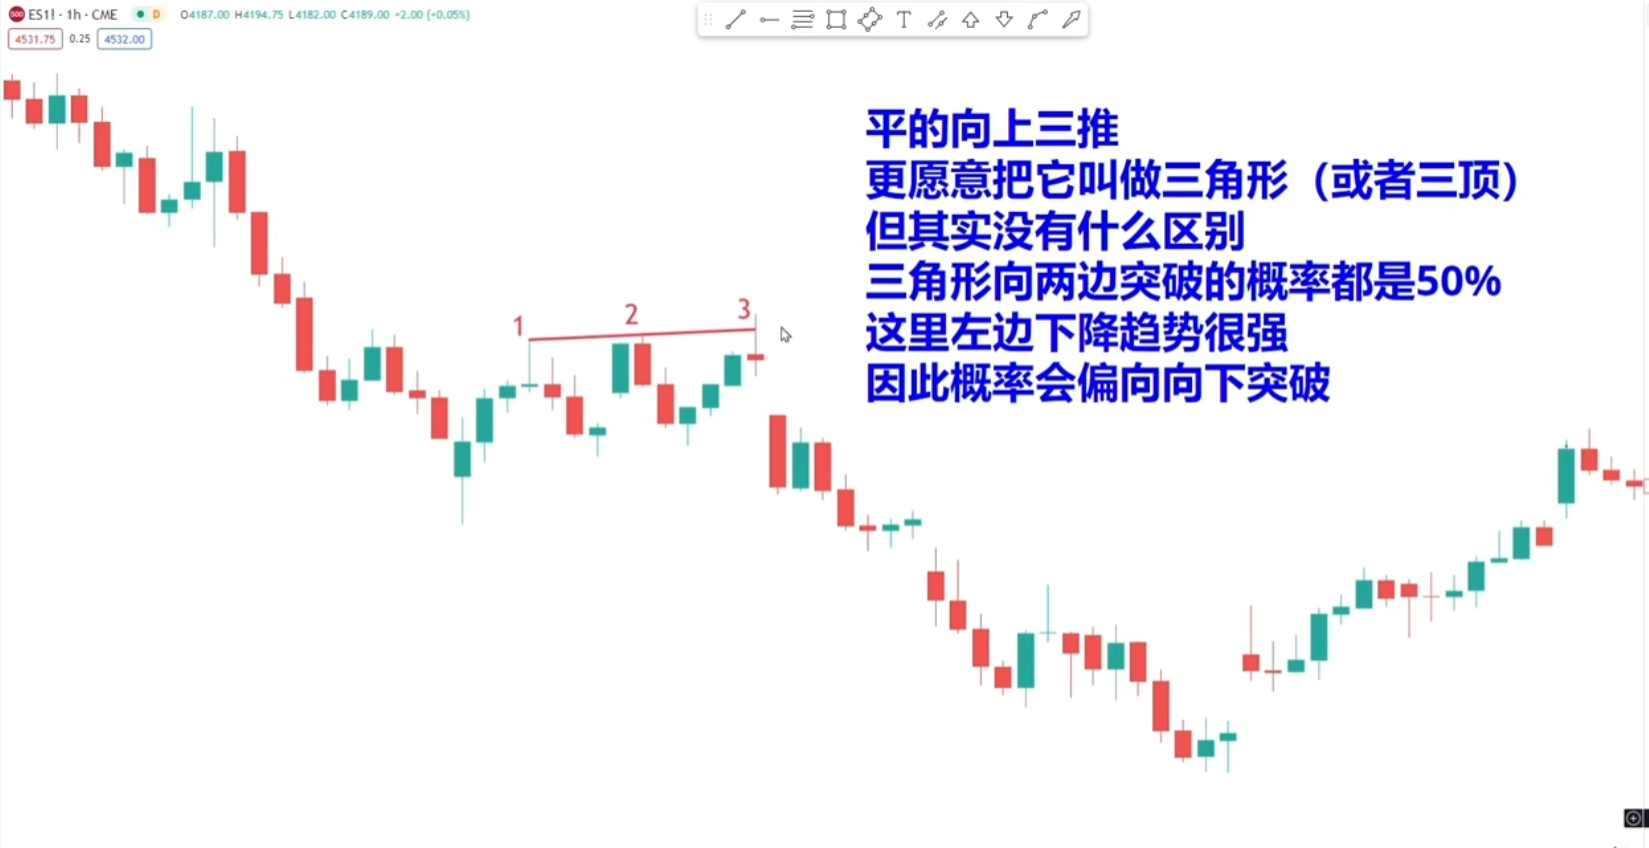 ES1! · 1h · CME D O4187.00 H4194.75 L4182.00 C4189.00 +2.00 (+0.05%)
4531.75 0.25 4532.00
T
平的向上三推
更愿意把它叫做三角形（或者三顶）
但其实没有什么区别
三角形向两边突破的概率都是50%
这里左边下降趋势很强
因此概率会偏向向下突破
1 2 3